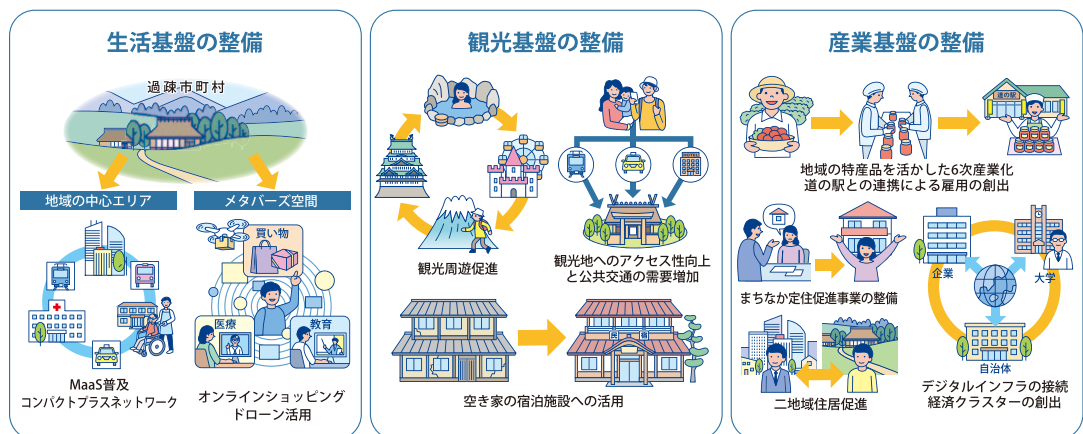 生活基盤の整備
過疎市町村
地域の中心エリア
メタバーズ空間
買い物
医療
教育
MaaS普及
コンパクトプラスネットワーク
オンラインショッピング
ドローン活用
観光基盤の整備
観光周遊促進
観光地へのアクセス性向上
と公共交通の需要増加
民宿
空き家の宿泊施設への活用
産業基盤の整備
道の駅
地域の特産品を活かした6次産業化
道の駅との連携による雇用の創出
まちなか定住促進事業の整備
二地域住居促進
企業
大学
自治体
デジタルインフラの接続
経済クラスターの創出